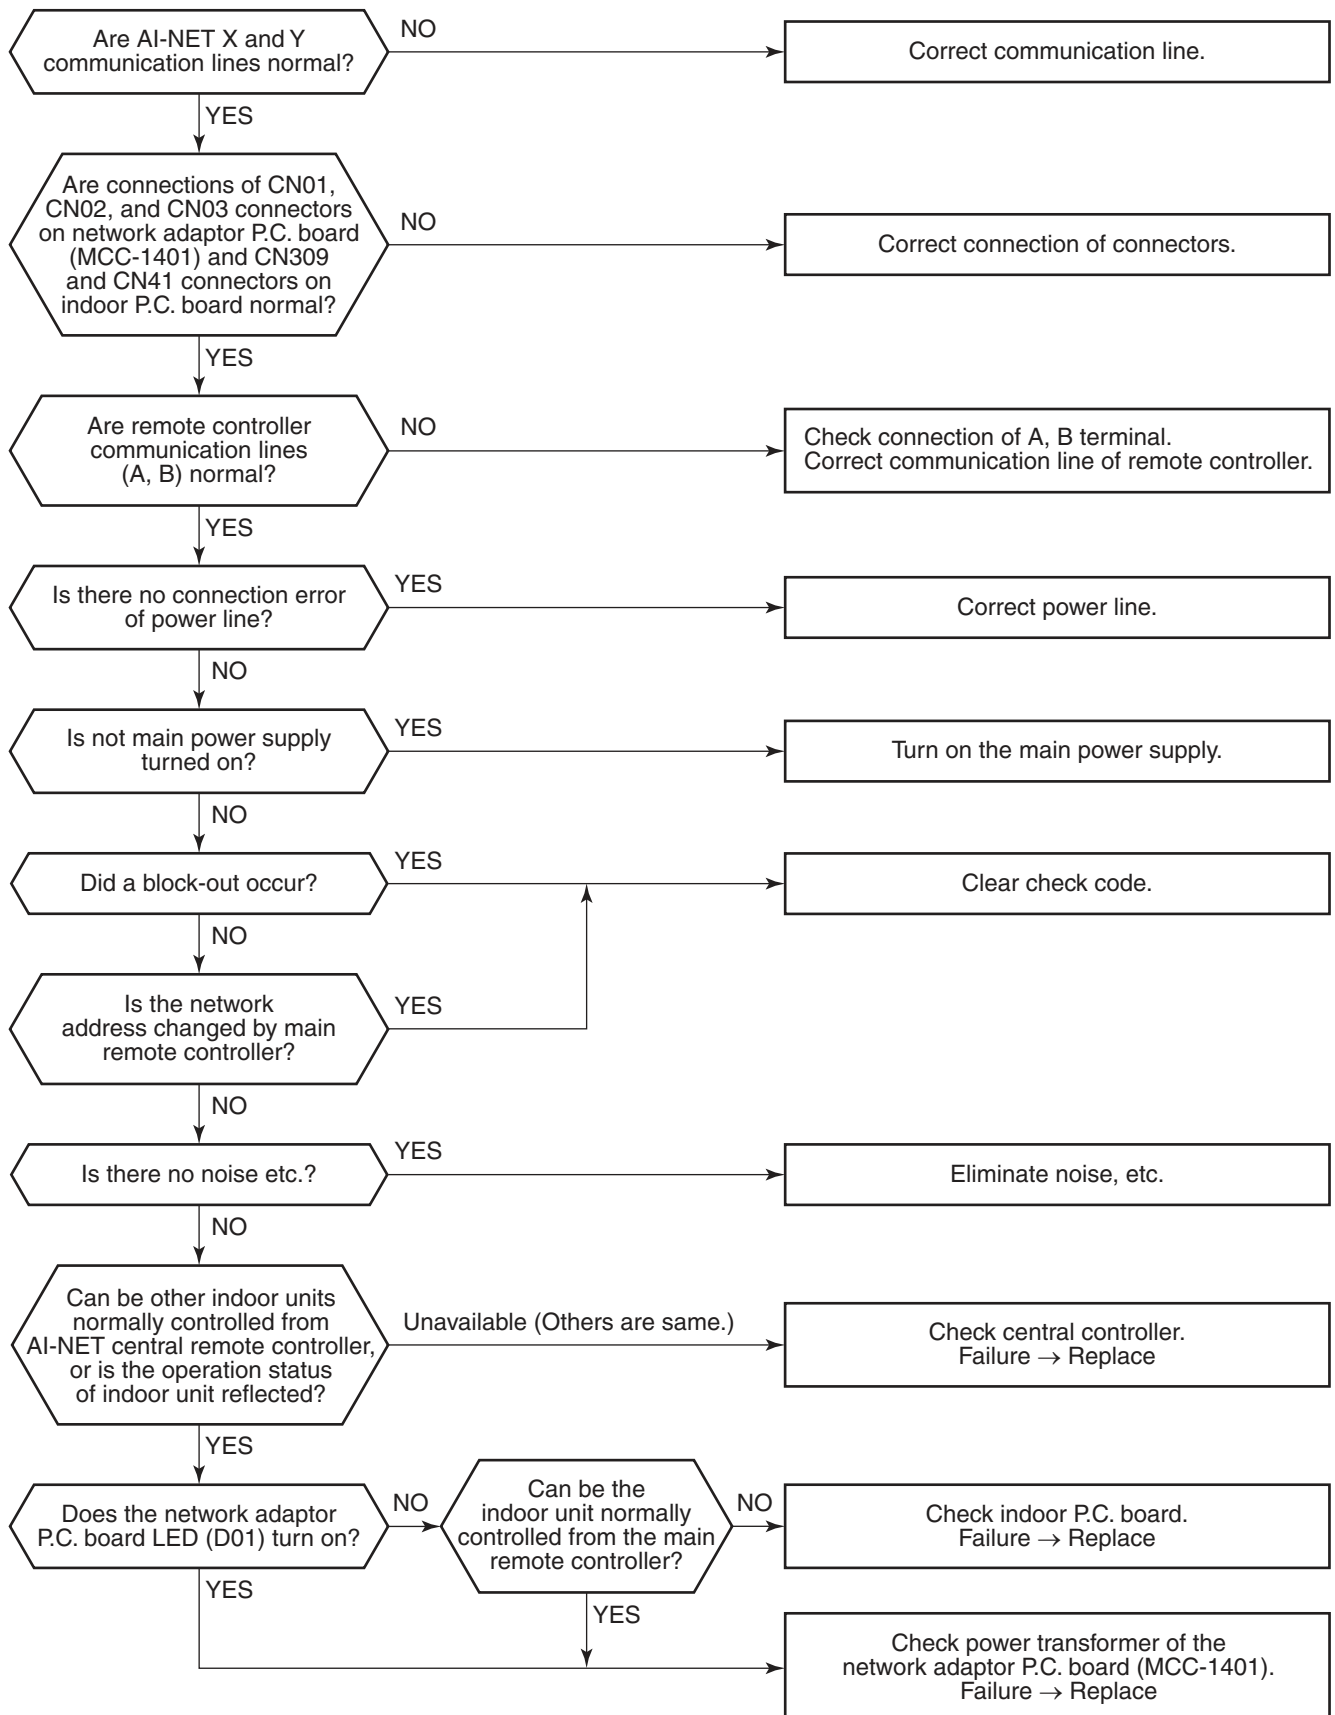 Are AI-NET X and Y
communication lines normal?
NO
Correct communication line.
YES
Are connections of CN01,
CN02, and CN03 connectors
on network adaptor P.C. board
(MCC-1401) and CN309
and CN41 connectors on
indoor P.C. board normal?
NO
Correct connection of connectors.
YES
Are remote controller
communication lines
(A, B) normal?
NO
Check connection of A, B terminal.
Correct communication line of remote controller.
YES
Is there no connection error
of power line?
YES
Correct power line.
NO
Is not main power supply
turned on?
YES
Turn on the main power supply.
NO
Did a block-out occur?
YES
Clear check code.
NO
Is the network
address changed by main
remote controller?
YES
NO
Is there no noise etc.?
YES
Eliminate noise, etc.
NO
Can be other indoor units
normally controlled from
AI-NET central remote controller,
or is the operation status
of indoor unit reflected?
Unavailable (Others are same.)
Check central controller.
Failure → Replace
YES
Does the network adaptor
P.C. board LED (D01) turn on?
NO
Can be the
indoor unit normally
controlled from the main
remote controller?
NO
Check indoor P.C. board.
Failure → Replace
YES
YES
Check power transformer of the
network adaptor P.C. board (MCC-1401).
Failure → Replace